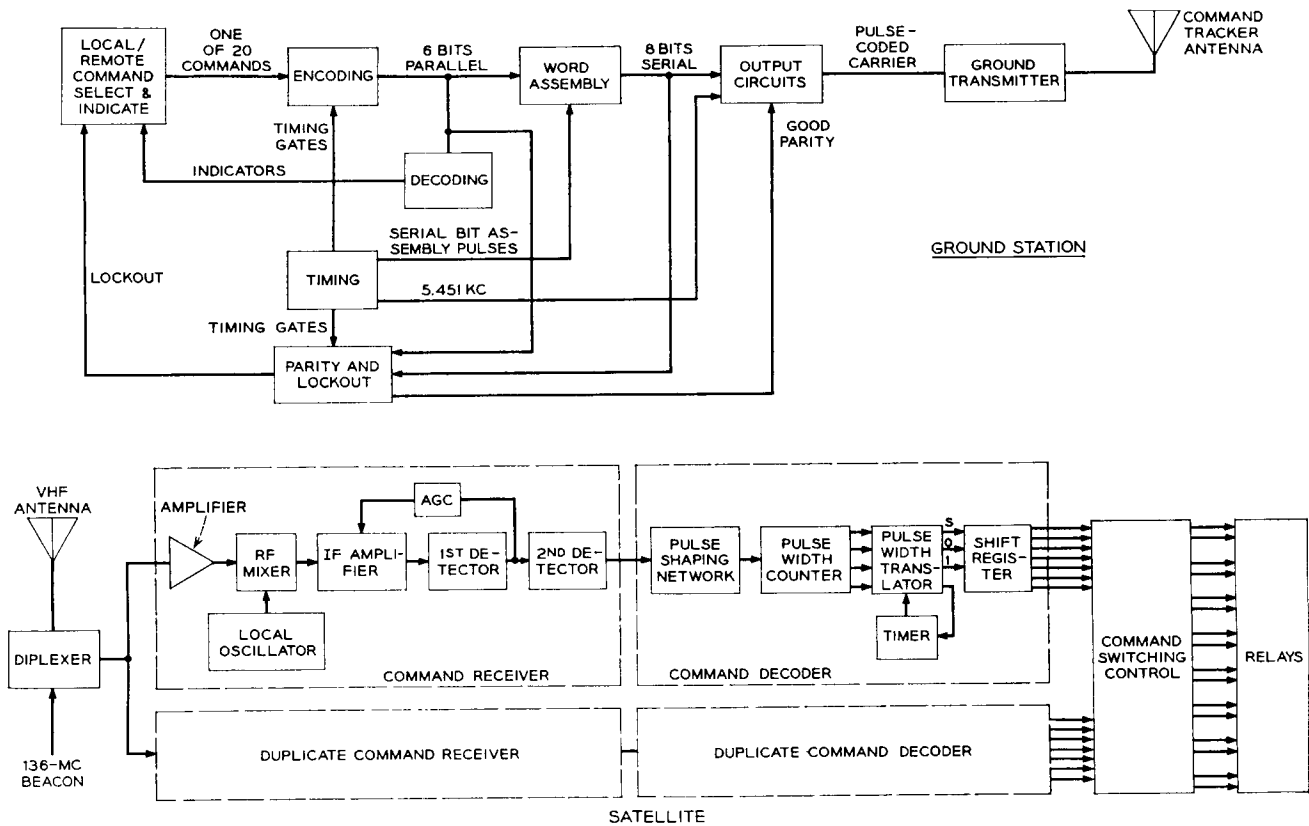 LOCAL/
REMOTE
COMMAND
SELECT &
INDICATE
ONE
OF 20
COMMANDS
ENCODING
6 BITS
PARALLEL
WORD
ASSEMBLY
8 BITS
SERIAL
OUTPUT
CIRCUITS
PULSE-
CODED
CARRIER
GROUND
TRANSMITTER
COMMAND
TRACKER
ANTENNA
TIMING
GATES
GOOD
PARITY
INDICATORS
DECODING
SERIAL BIT AS-
SEMBLY PULSES
GROUND STATION
LOCKOUT
TIMING
5.451 KC
TIMING GATES
PARITY AND
LOCKOUT
VHF
ANTENNA
AMPLIFIER
AGC
RF
MIXER
IF AMPLI-
FIER
1ST DE-
TECTOR
2ND DE-
TECTOR
LOCAL
OSCILLATOR
COMMAND RECEIVER
PULSE
SHAPING
NETWORK
PULSE
WIDTH
COUNTER
PULSE
WIDTH
TRANS-
LATOR
S
0
1
SHIFT
REGIS-
TER
TIMER
COMMAND DECODER
DIPLEXER
COMMAND
SWITCHING
CONTROL
RELAYS
136-MC
BEACON
DUPLICATE COMMAND RECEIVER
DUPLICATE COMMAND DECODER
SATELLITE